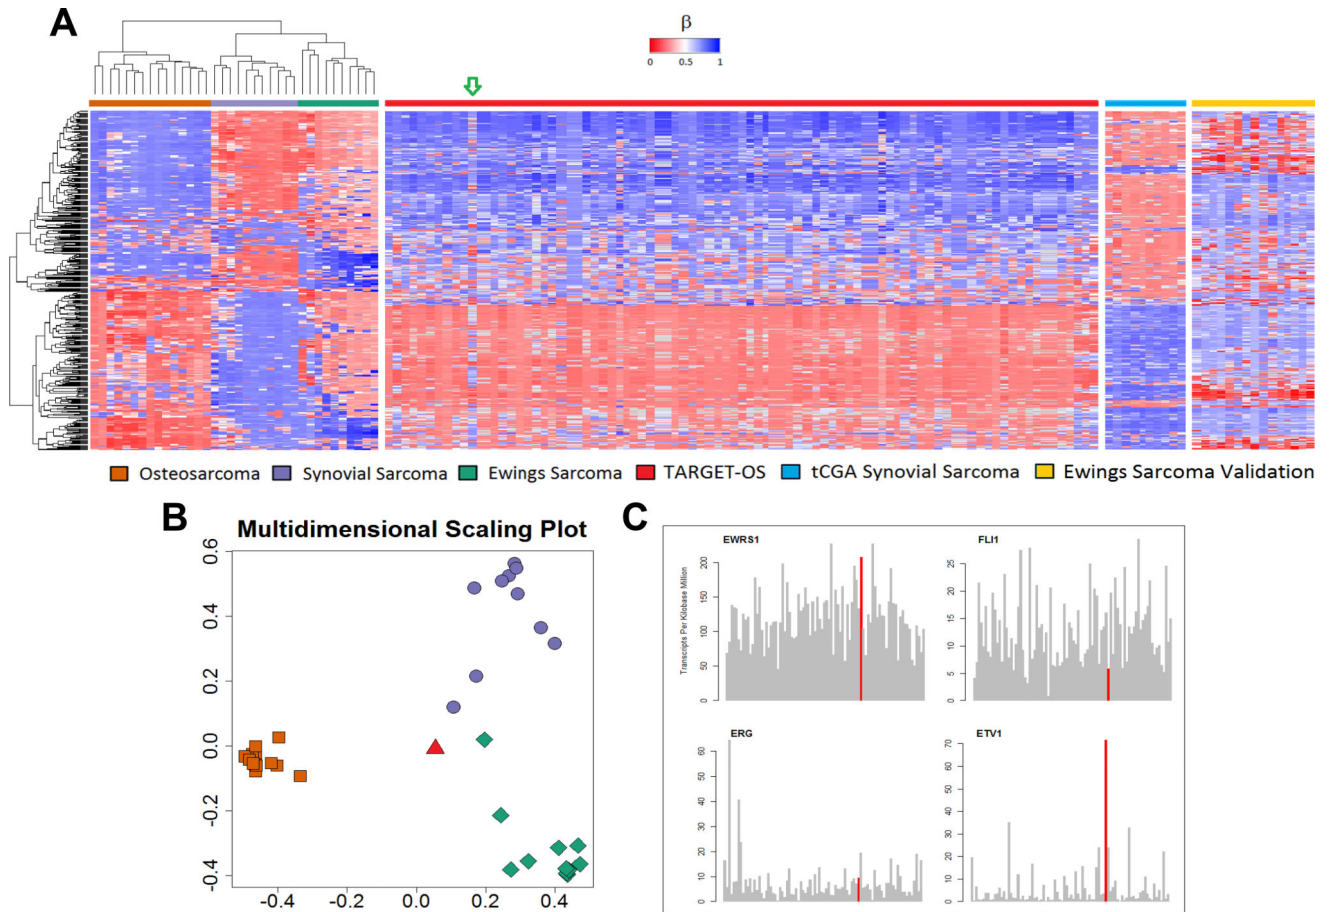 A
β
0 0.5 1
Osteosarcoma Synovial Sarcoma Ewings Sarcoma TARGET-OS tCGA Synovial Sarcoma Ewings Sarcoma Validation
B
Multidimensional Scaling Plot
0.6
0.4
0.2
0.0
-0.2
-0.4
-0.4 -0.2 0.0 0.2 0.4
C
EWRS1
Transcripts Per Kilobase Million
200
150
100
50
0
FLI1
25
20
15
10
5
0
ERG
60
50
40
30
20
10
0
ETV1
70
60
50
40
30
20
10
0